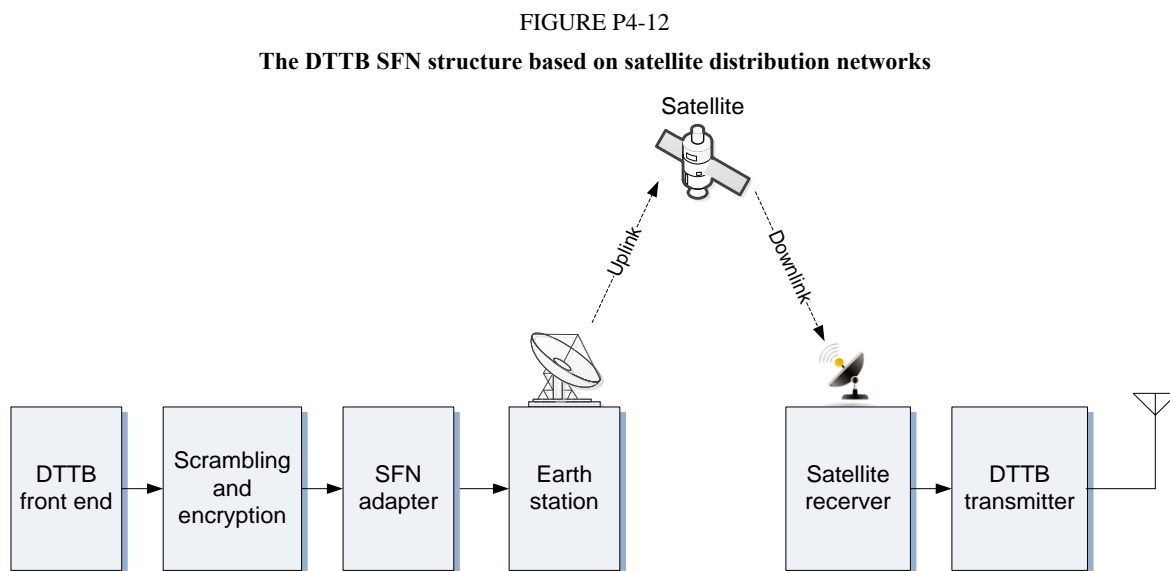 FIGURE P4-12
The DTTB SFN structure based on satellite distribution networks
Satellite
Uplink
Downlink
DTTB
front end
Scrambling
and
encryption
SFN
adapter
Earth
station
Satellite
recerver
DTTB
transmitter